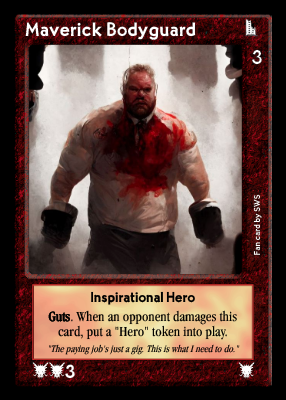 Maverick Bodyguard
3
Fan card by SWS
Inspirational Hero
Guts. When an opponent damages this
card, put a "Hero" token into play.
"The paying job's just a gig. This is what I need to do."
3